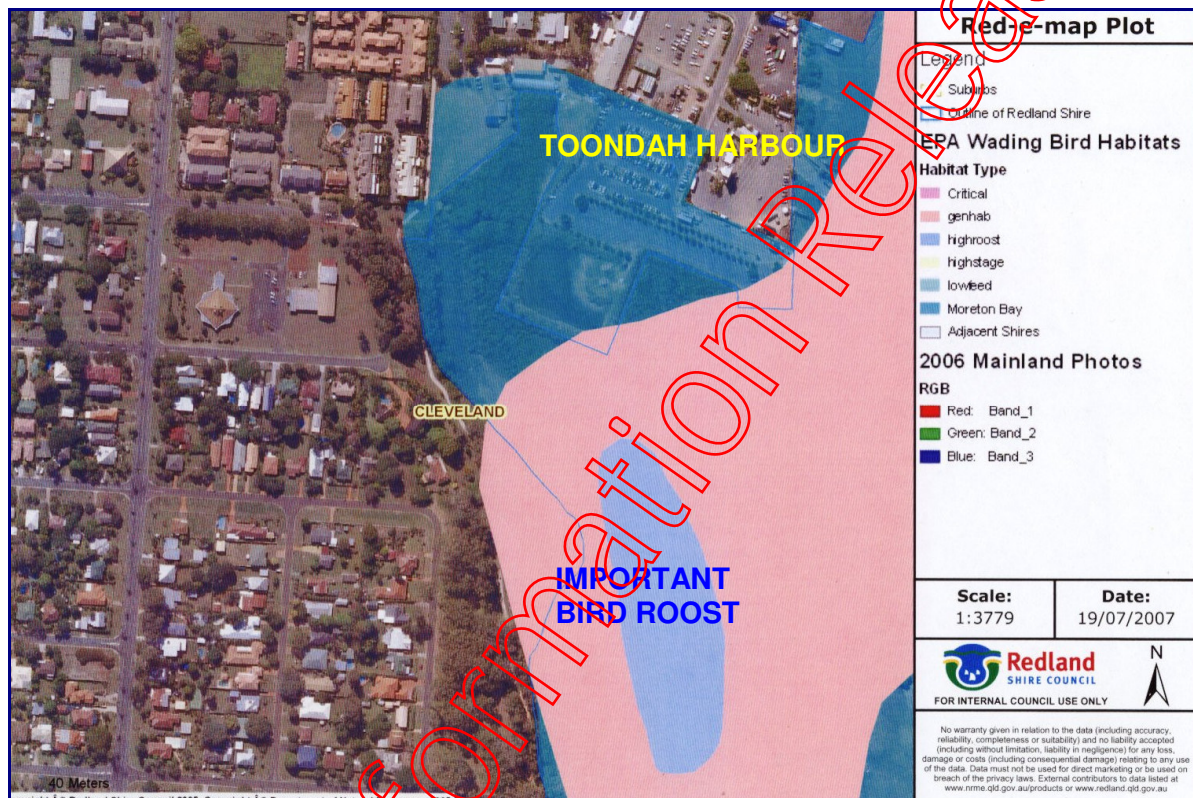 Red-e-map Plot
Legend
Suburbs
Outline of Redland Shire
EPA Wading Bird Habitats
Habitat Type
Critical
genhab
highroost
highstage
lowfeed
Moreton Bay
Adjacent Shires
2006 Mainland Photos
RGB
Red: Band_1
Green: Band_2
Blue: Band_3
TOONDAH HARBOUR
CLEVELAND
IMPORTANT
BIRD ROOST
formation Relea
40 Meters
Scale:
1:3779
Date:
19/07/2007
Redland
SHIRE COUNCIL
N
FOR INTERNAL COUNCIL USE ONLY
No warranty given in relation to the data (including accuracy,
reliability, completeness or suitability) and no liability accepted
(including without limitation, liability in negligence) for any loss,
damage or costs (including consequential damage) relating to any use
of the data. Data must not be used for direct marketing or be used on
breach of the privacy laws. External contributors to data listed at
www.nrme.qld.gov.au/products or www.redland.qld.gov.au